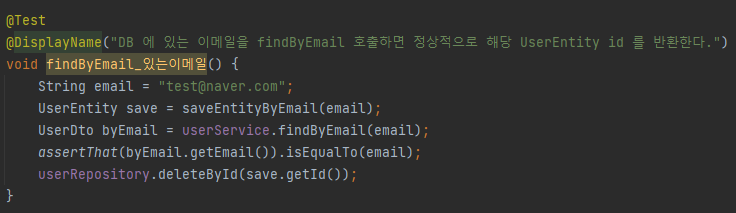 @Test
@DisplayName("DB 에 있는 이메일을 findByEmail 호출하면 정상적으로 해당 UserEntity id 를 반환한다.")
void findByEmail_있는이메일() {
String email = "test@naver.com";
UserEntity save = saveEntityByEmail(email);
UserDto byEmail = userService.findByEmail(email);
assertThat(byEmail.getEmail()).isEqualTo(email);
userRepository.deleteById(save.getId());
}